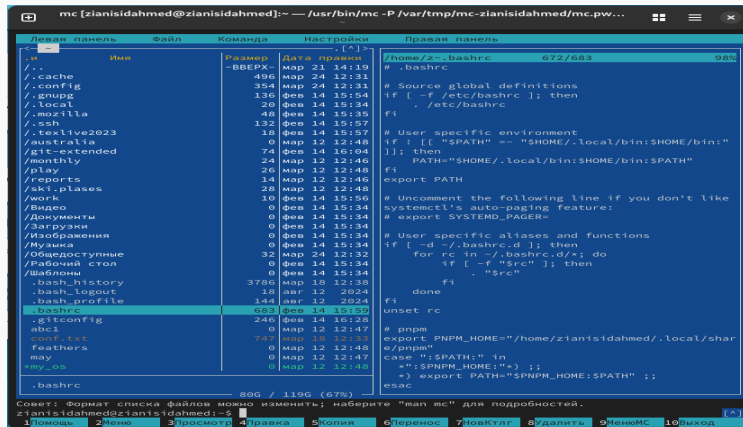 mc [zianisidahmed@zianisidahmed]:~ — /usr/bin/mc -P /var/tmp/mc-zianisidahmed/mc.pw...
Левая панель Файл Команда Настройки Правая панель
<— ~ —.[^]>
.и Имя Размер Дата правки
/.. -ВВЕРХ- мар 21 14:19
/.cache 496 мар 24 12:31
/.config 354 мар 24 12:31
/.gnupg 136 фев 14 15:54
/.local 20 фев 14 15:34
/.mozilla 48 фев 14 15:35
/.ssh 132 фев 14 15:57
/.texlive2023 18 фев 14 15:57
/australia 0 мар 12 12:48
/git-extended 74 фев 14 16:04
/monthly 24 мар 12 12:46
/play 26 мар 12 12:48
/reports 14 мар 12 12:46
/ski.plases 28 мар 12 12:48
/work 10 фев 14 15:56
/Видео 0 фев 14 15:34
/Документы 0 фев 14 15:34
/Загрузки 0 фев 14 15:34
/Изображения 0 фев 14 15:34
/Музыка 0 фев 14 15:34
/Общедоступные 32 мар 24 12:32
/Рабочий стол 0 фев 14 15:34
/Шаблоны 0 фев 14 15:34
.bash_history 3786 мар 18 12:38
.bash_logout 18 авг 12 2024
.bash_profile 144 авг 12 2024
.bashrc 683 фев 14 15:59
.gitconfig 246 фев 14 16:28
abc1 0 мар 12 12:47
conf.txt 747 мар 18 12:33
feathers 0 мар 12 12:48
may 0 мар 12 12:47
*my_os 0 мар 12 12:48
.bashrc
80G / 119G (67%)
/home/z~-.bashrc 672/683 98%
# .bashrc
# Source global definitions
if [ -f /etc/bashrc ]; then
. /etc/bashrc
fi
# User specific environment
if ! [[ "$PATH" =~ "$HOME/.local/bin:$HOME/bin:"
]]; then
PATH="$HOME/.local/bin:$HOME/bin:$PATH"
fi
export PATH
# Uncomment the following line if you don't like
systemctl's auto-paging feature:
# export SYSTEMD_PAGER=
# User specific aliases and functions
if [ -d ~/.bashrc.d ]; then
for rc in ~/.bashrc.d/*; do
if [ -f "$rc" ]; then
. "$rc"
fi
done
fi
unset rc
# pnpm
export PNPM_HOME="/home/zianisidahmed/.local/shar
e/pnpm"
case ":$PATH:" in
*":$PNPM_HOME:"*) ;;
*) export PATH="$PNPM_HOME:$PATH" ;;
esac
Совет: Формат списка файлов можно изменить; наберите "man mc" для подробностей.
zianisidahmed@zianisidahmed:~$ [^]
1Помощь 2Меню 3Просмотр 4Правка 5Копия 6Перенос 7НовКтлг 8Удалить 9МенюMC 10Выход